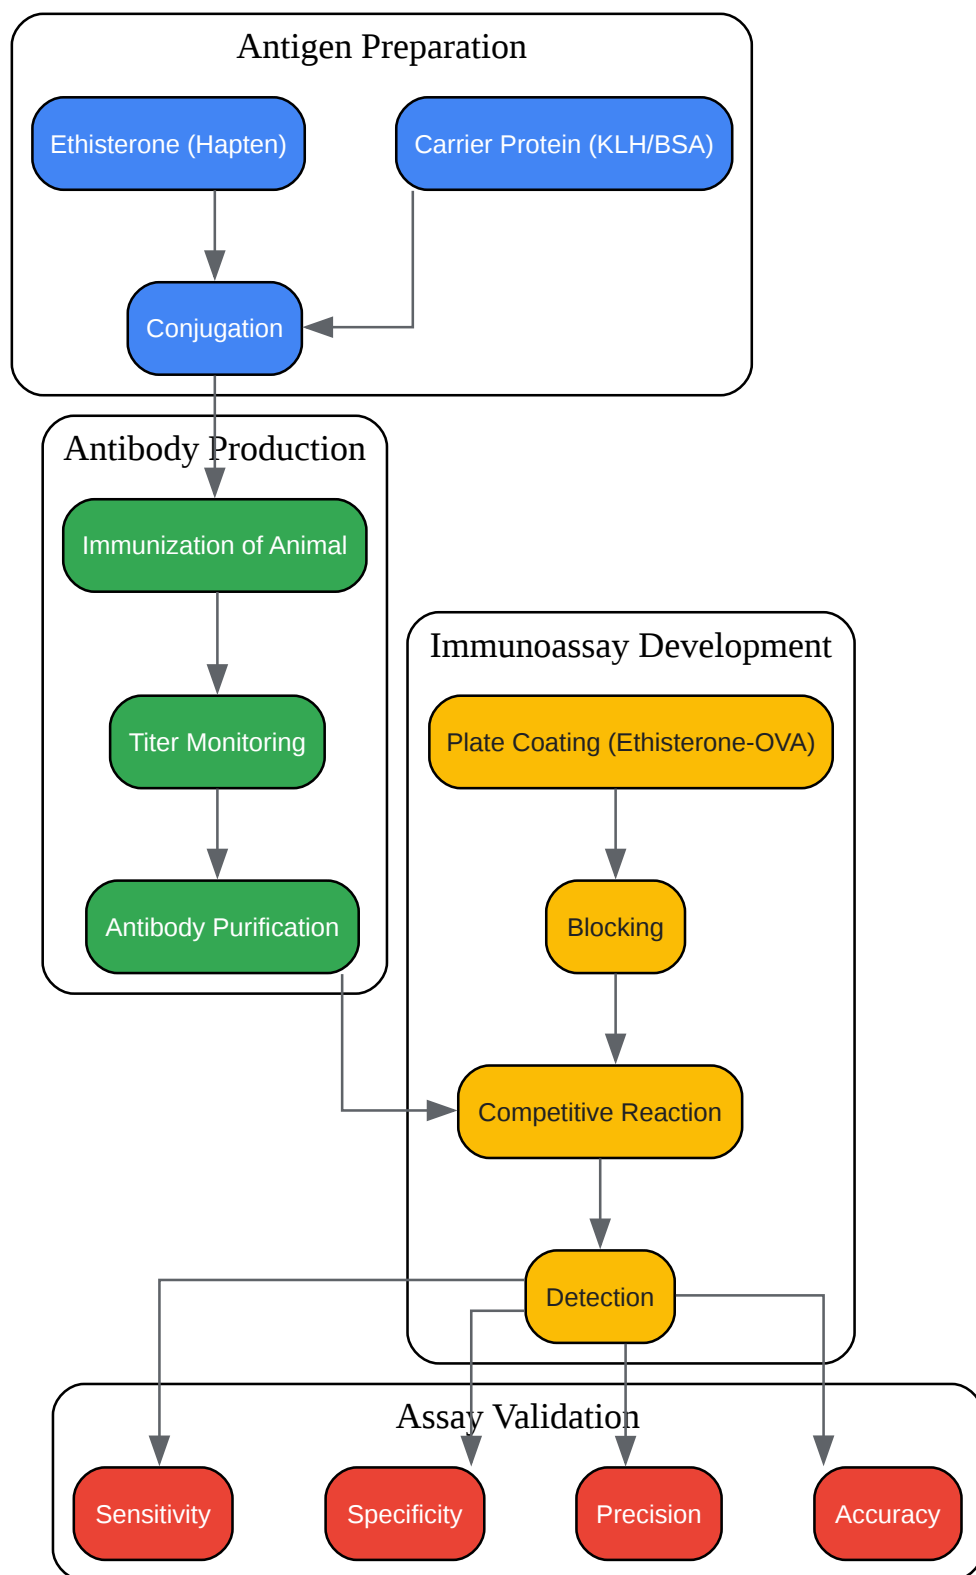 Antigen Preparation
Ethisterone (Hapten)
Carrier Protein (KLH/BSA)
Conjugation
Antibody Production
Immunization of Animal
Titer Monitoring
Antibody Purification
Immunoassay Development
Plate Coating (Ethisterone-OVA)
Blocking
Competitive Reaction
Detection
Assay Validation
Sensitivity
Specificity
Precision
Accuracy